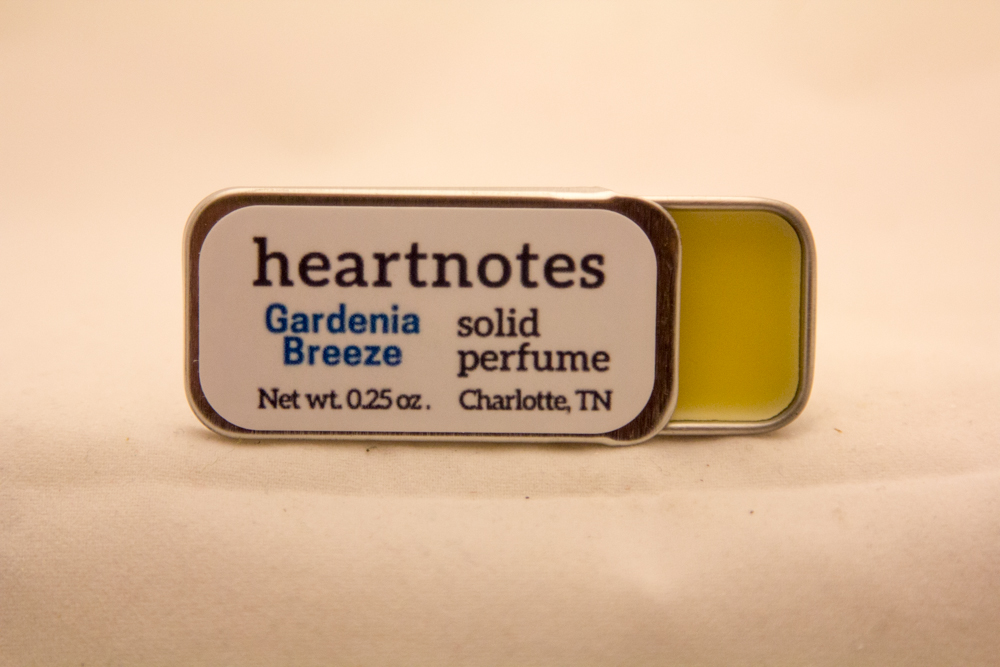 heartnotes
Gardenia
Breeze
solid
perfume
Net wt. 0.25 oz.
Charlotte, TN